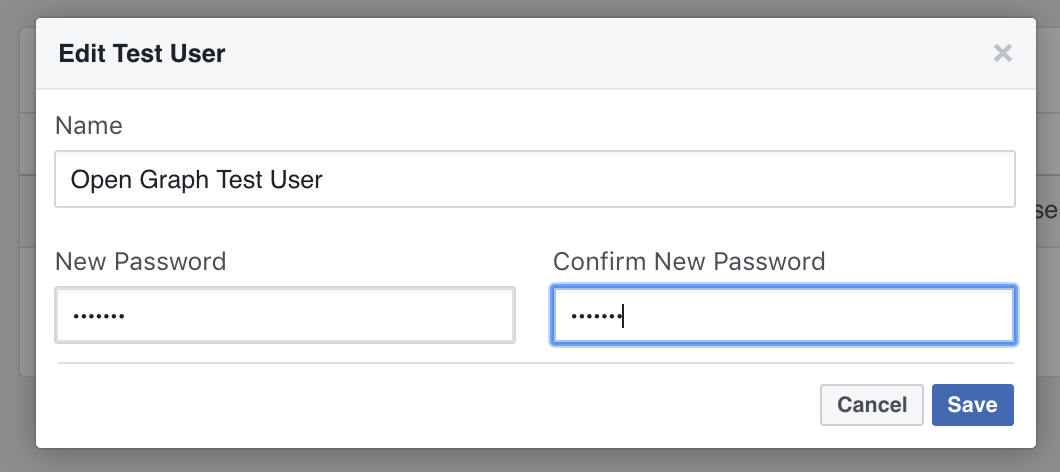 Edit Test User ×
Name
Open Graph Test User
se
New Password Confirm New Password
••••••• •••••••
Cancel Save